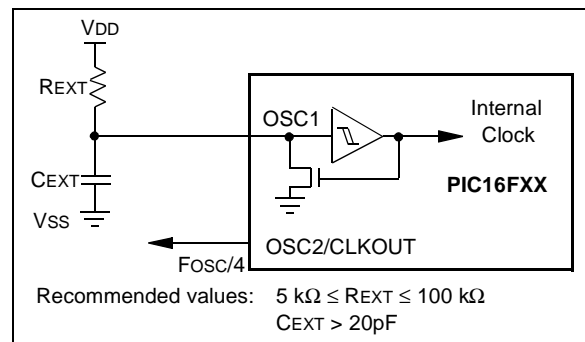 VDD
REXT
OSC1
Internal
Clock
CEXT
PIC16FXX
VSS
OSC2/CLKOUT
FOSC/4
Recommended values: 5 kΩ ≤ REXT ≤ 100 kΩ
CEXT > 20pF